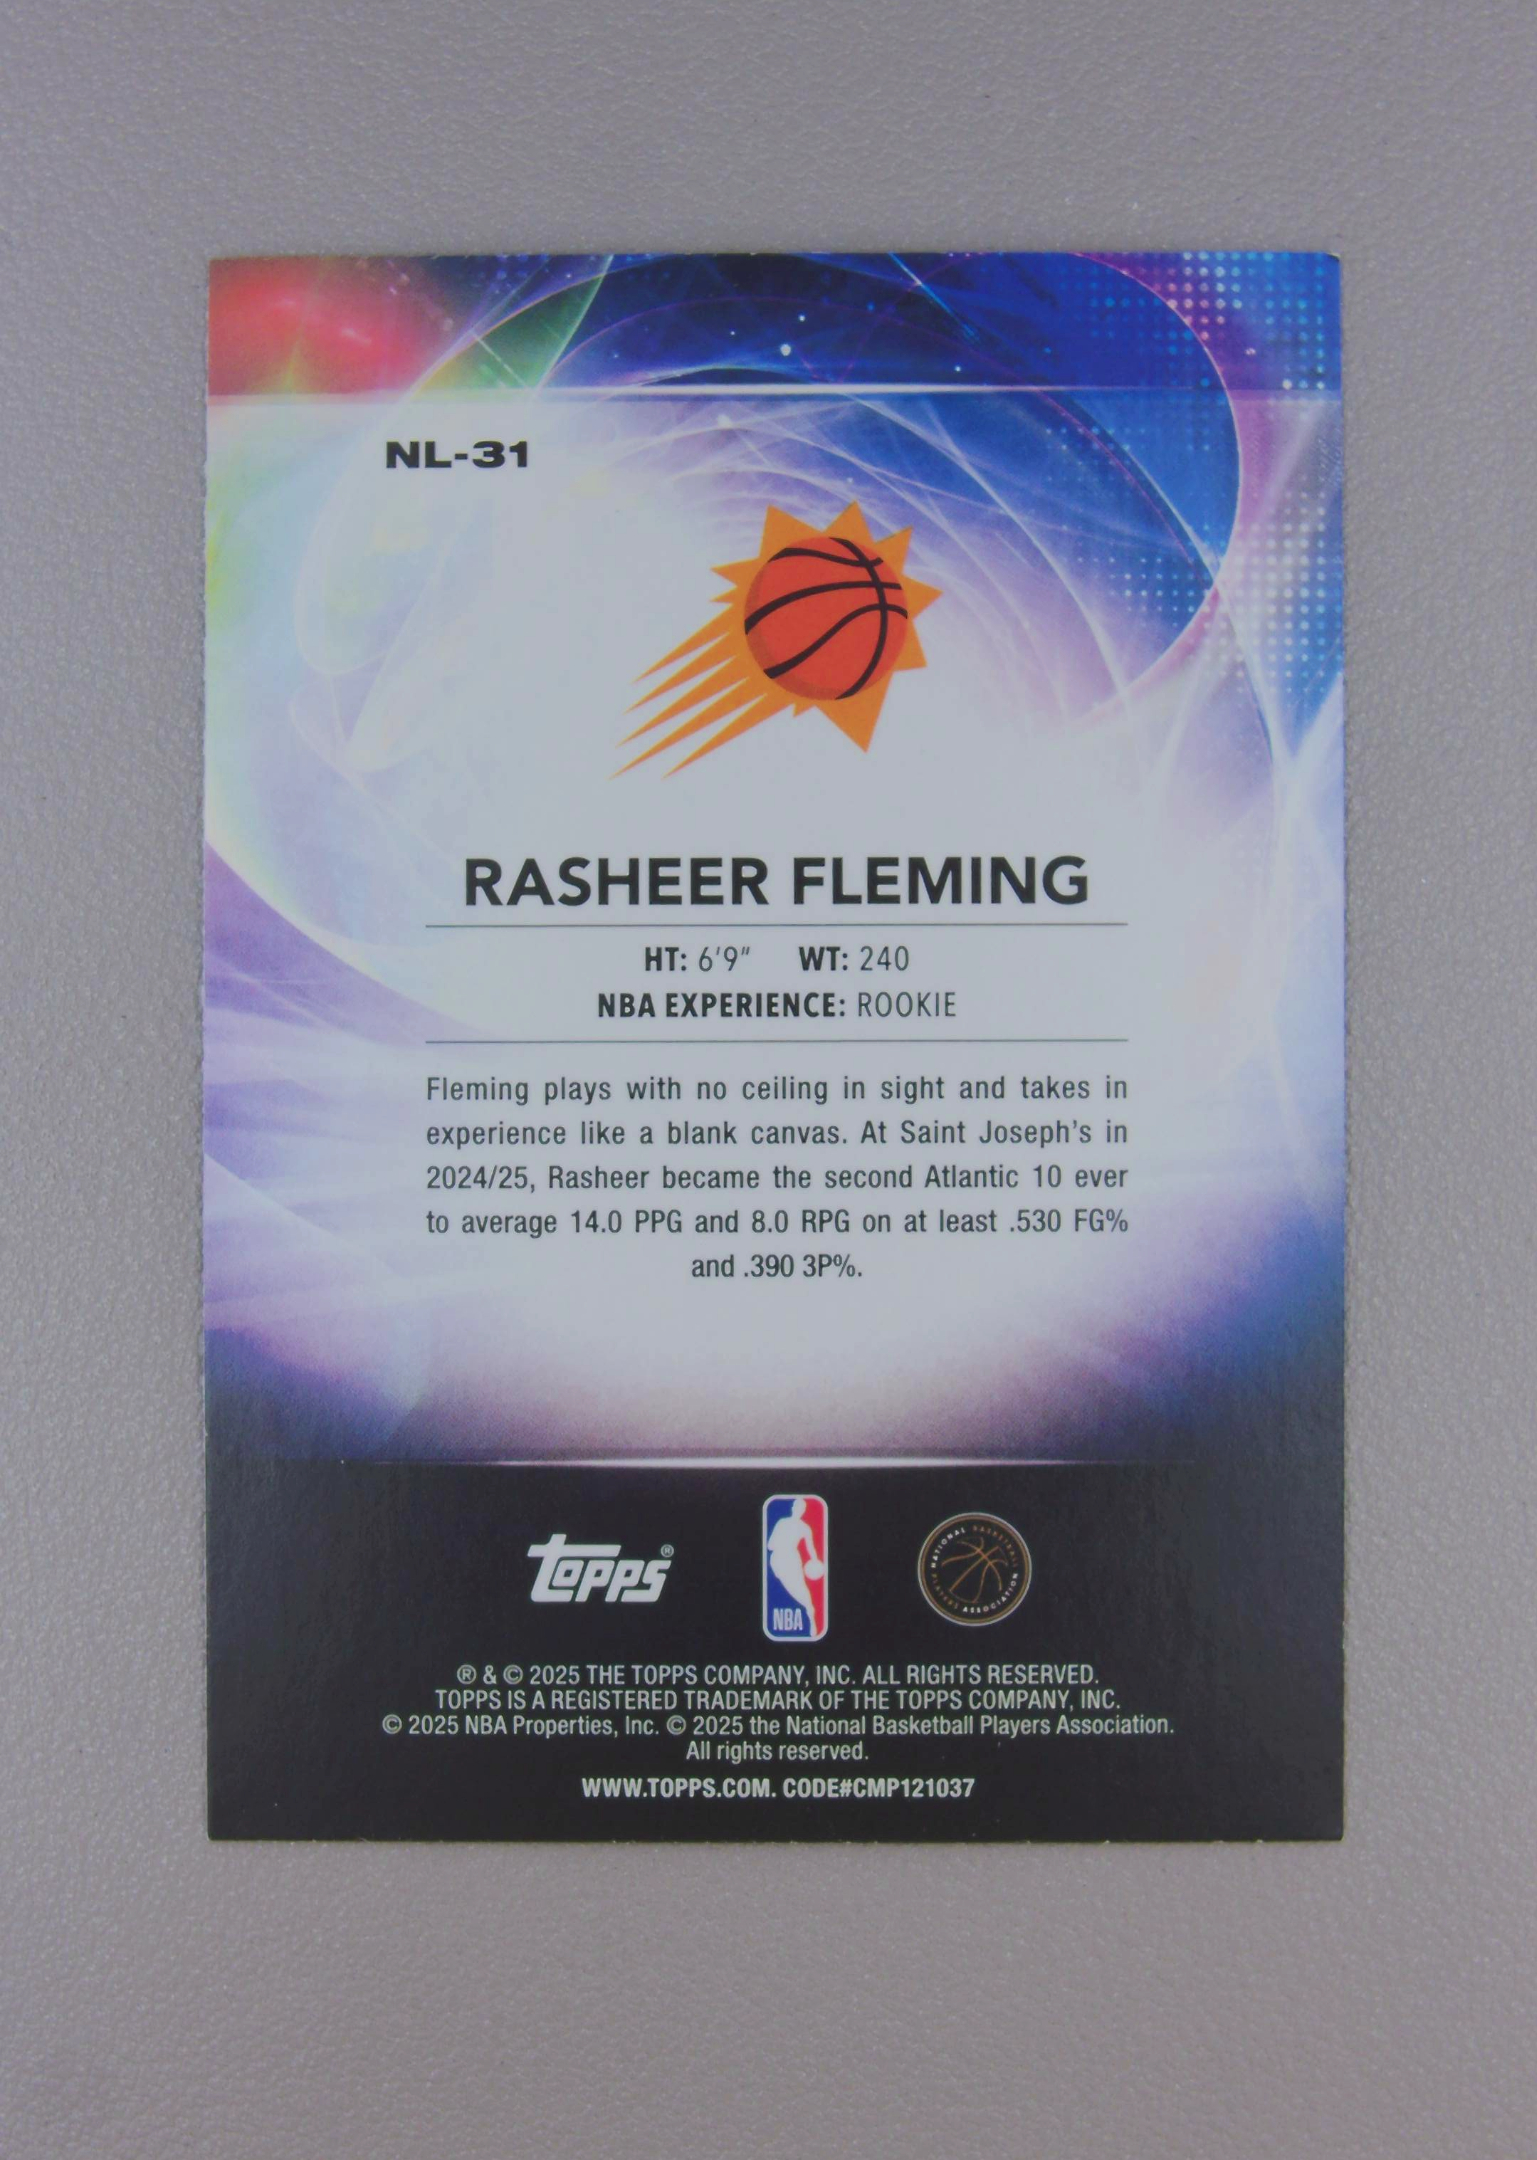 NL-31
RASHEER FLEMING
HT: 6'9" WT: 240
NBA EXPERIENCE: ROOKIE
Fleming plays with no ceiling in sight and takes in
experience like a blank canvas. At Saint Joseph's in
2024/25, Rasheer became the second Atlantic 10 ever
to average 14.0 PPG and 8.0 RPG on at least .530 FG%
and .390 3P%.
topps®
NBA
NATIONAL BASKETBALL PLAYERS ASSOCIATION
® & © 2025 THE TOPPS COMPANY, INC. ALL RIGHTS RESERVED.
TOPPS IS A REGISTERED TRADEMARK OF THE TOPPS COMPANY, INC.
© 2025 NBA Properties, Inc. © 2025 the National Basketball Players Association.
All rights reserved.
WWW.TOPPS.COM. CODE#CMP121037